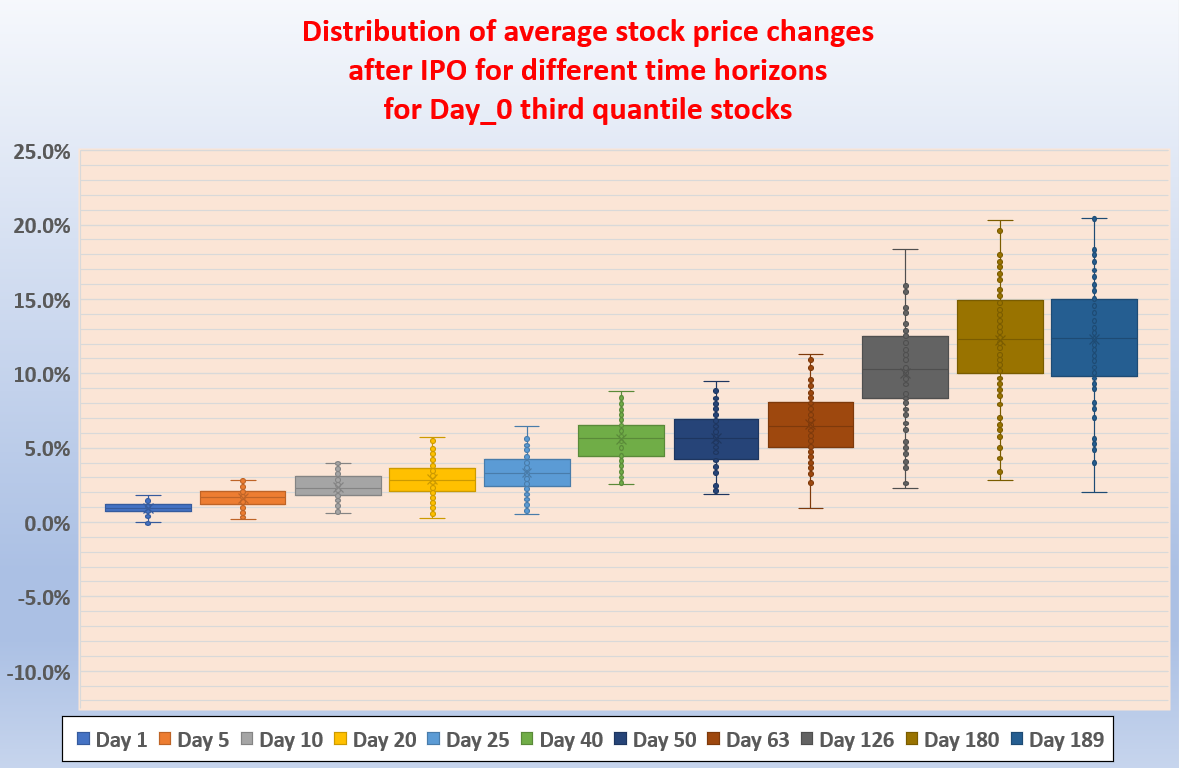 Distribution of average stock price changes
after IPO for different time horizons
for Day_0 third quantile stocks
25.0%
20.0%
15.0%
10.0%
5.0%
0.0%
-5.0%
-10.0%
Day 1 Day 5 Day 10 Day 20 Day 25 Day 40 Day 50 Day 63 Day 126 Day 180 Day 189